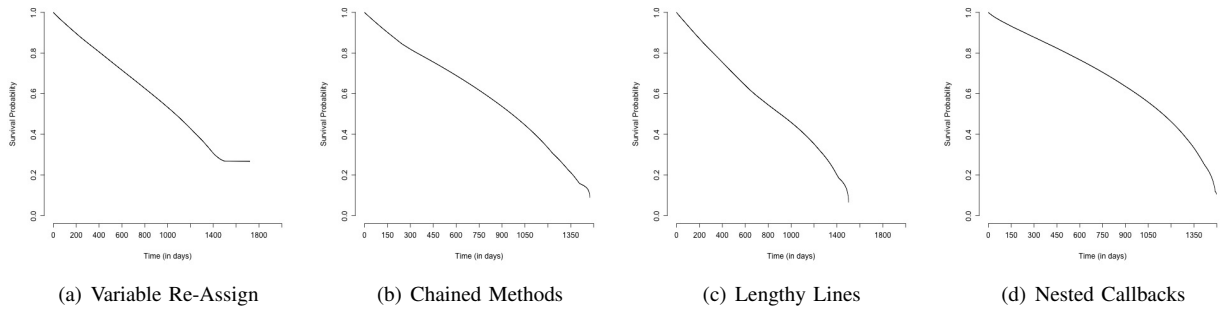 Survival Probability
1.0
0.8
0.6
0.4
0.2
0.0
0 200 400 600 800 1000 1400 1800
Time (in days)
(a) Variable Re-Assign
Survival Probability
1.0
0.8
0.6
0.4
0.2
0.0
0 150 300 450 600 750 900 1050 1350
Time (in days)
(b) Chained Methods
Survival Probability
1.0
0.8
0.6
0.4
0.2
0.0
0 200 400 600 800 1000 1400 1800
Time (in days)
(c) Lengthy Lines
Survival Probability
1.0
0.8
0.6
0.4
0.2
0.0
0 150 300 450 600 750 900 1050 1350
Time (in days)
(d) Nested Callbacks